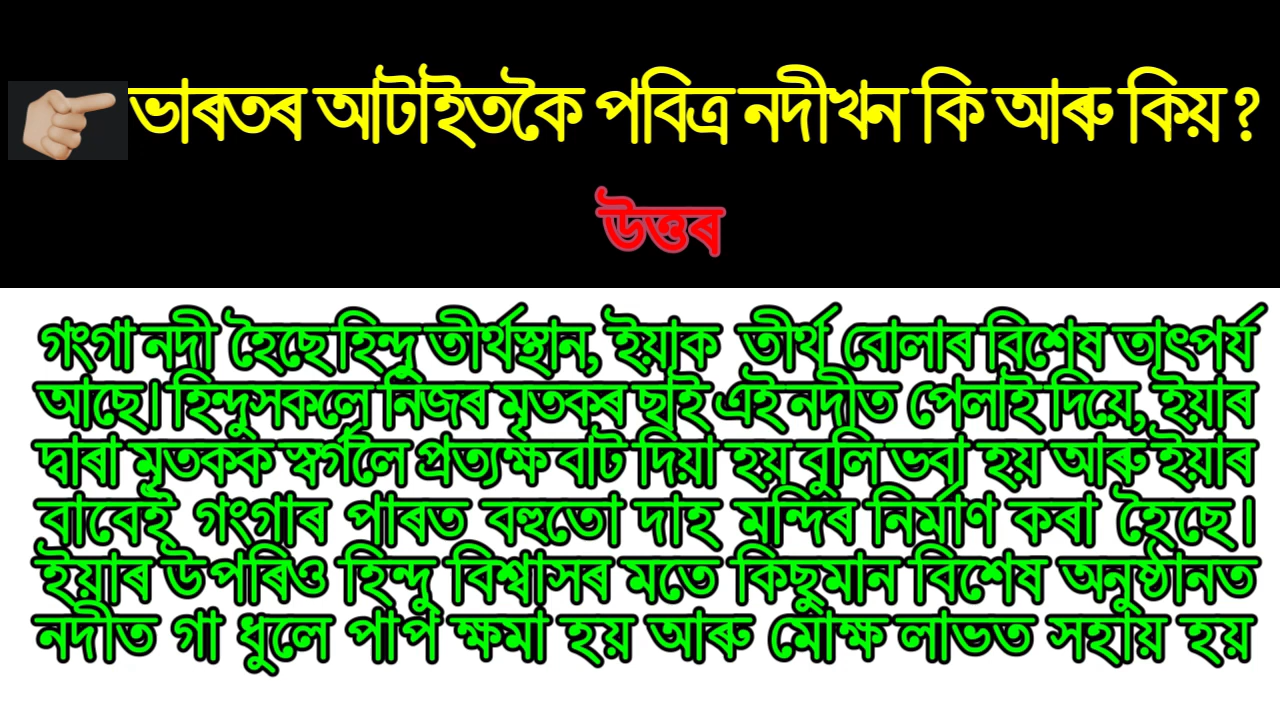 ভাৰতৰ আটাইতকৈ পবিত্ৰ নদীখন কি আৰু কিয় ?
উত্তৰ
গংগা নদী হৈছে হিন্দু তীৰ্থস্থান, ইয়াক তীৰ্থ বোলাৰ বিশেষ তাৎপৰ্য
আছে। হিন্দুসকলে নিজৰ মৃতকৰ ছাই এই নদীত পেলাই দিয়ে, ইয়াৰ
দ্বাৰা মৃতকক স্বৰ্গলৈ প্ৰত্যক্ষ বাট দিয়া হয় বুলি ভবা হয় আৰু ইয়াৰ
বাবেই গংগাৰ পাৰত বহুতো দাহ মন্দিৰ নিৰ্মাণ কৰা হৈছে।
ইয়াৰ উপৰিও হিন্দু বিশ্বাসৰ মতে কিছুমান বিশেষ অনুষ্ঠানত
নদীত গা ধুলে পাপ ক্ষমা হয় আৰু মোক্ষ লাভত সহায় হয়